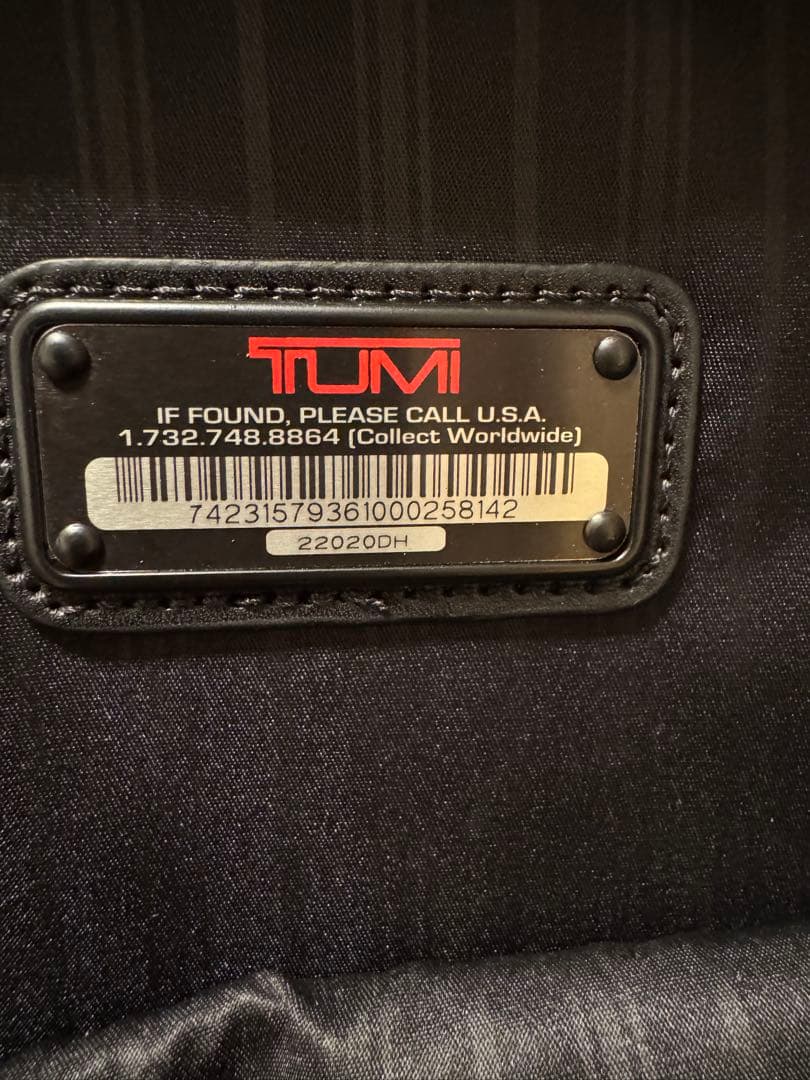 TUMI
IF FOUND, PLEASE CALL U.S.A.
1.732.748.8864 (Collect Worldwide)
74231579361000258142
22020DH